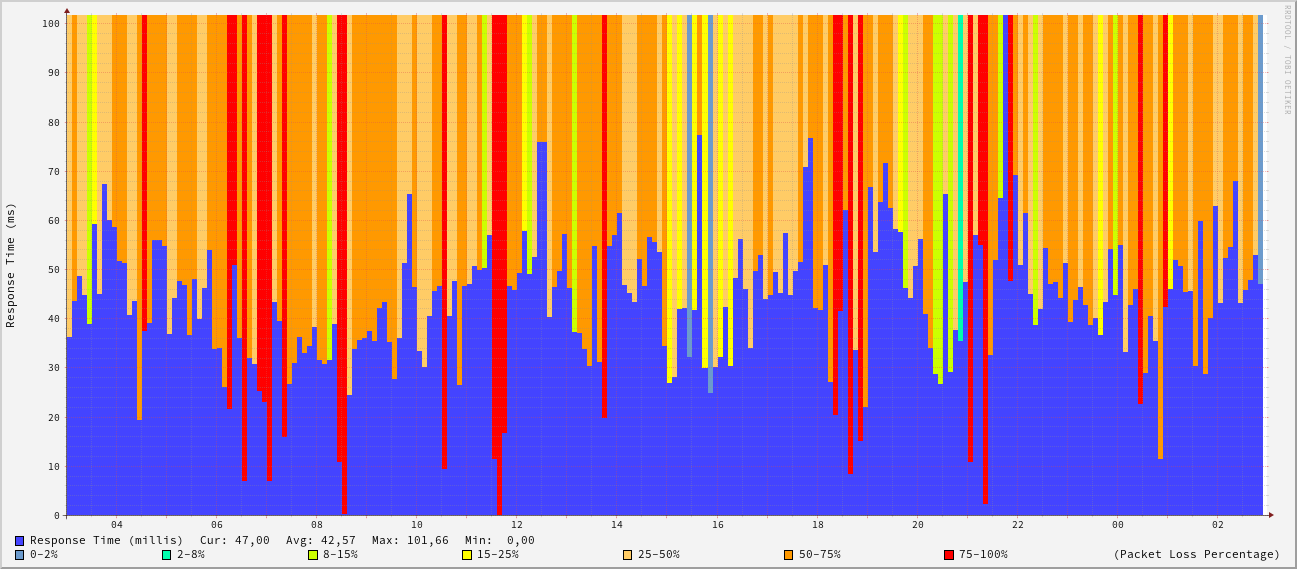 RRDTOOL / TOBI OETIKER
Response Time (ms)
100
90
80
70
60
50
40
30
20
10
0
04 06 08 10 12 14 16 18 20 22 00 02
Response Time (millis) Cur: 47,00 Avg: 42,57 Max: 101,66 Min: 0,00
0-2% 2-8% 8-15% 15-25% 25-50% 50-75% 75-100% (Packet Loss Percentage)